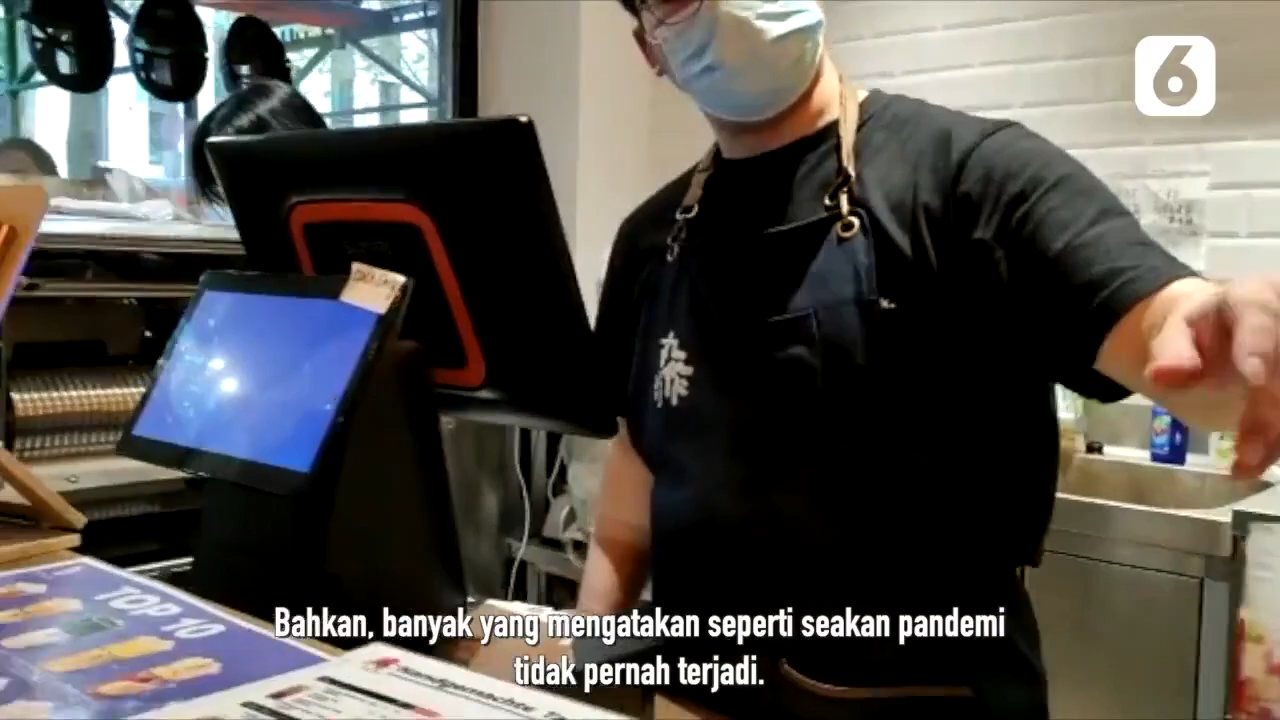 6
TOP 10
Bahkan, banyak yang mengatakan seperti seakan pandemi
tidak pernah terjadi.